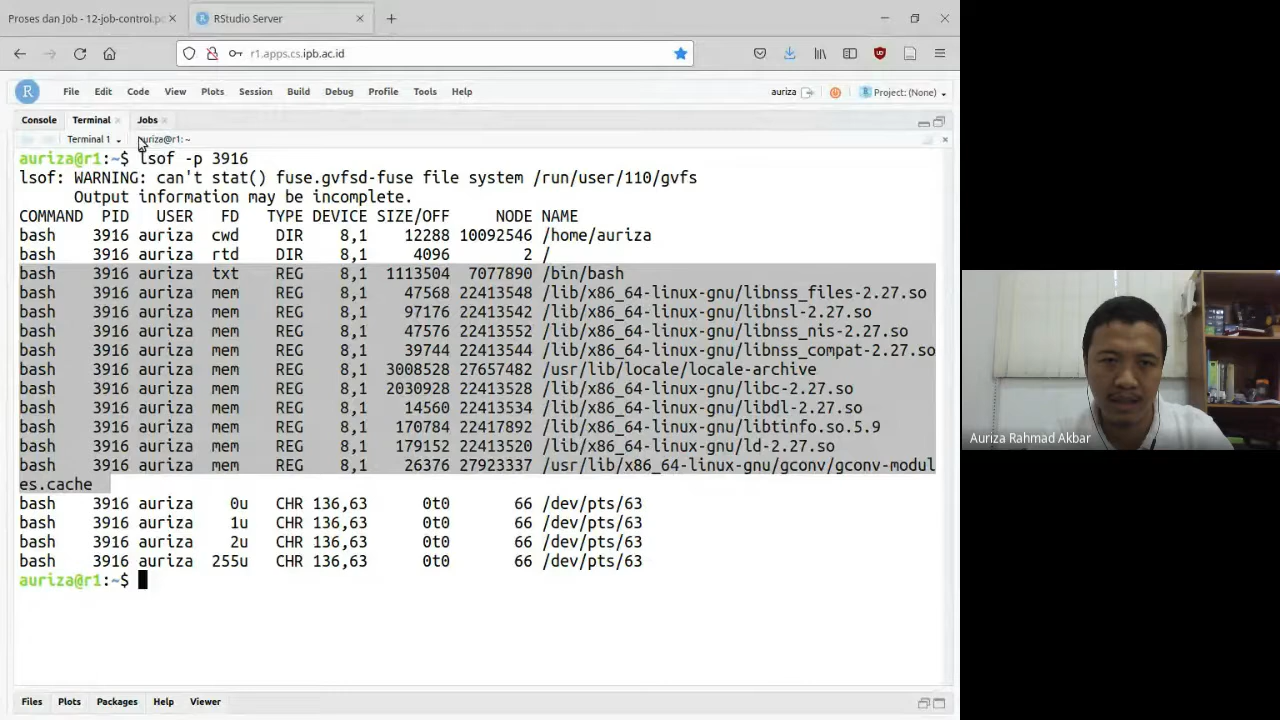 Proses dan Job - 12-job-control.p
RStudio Server
r1.apps.cs.ipb.ac.id
File Edit Code View Plots Session Build Debug Profile Tools Help
auriza
Project: (None)
Console Terminal Jobs
Terminal 1 auriza@r1: ~
auriza@r1:~$ lsof -p 3916
lsof: WARNING: can't stat() fuse.gvfsd-fuse file system /run/user/110/gvfs
Output information may be incomplete.
COMMAND PID USER FD TYPE DEVICE SIZE/OFF NODE NAME
bash 3916 auriza cwd DIR 8,1 12288 10092546 /home/auriza
bash 3916 auriza rtd DIR 8,1 4096 2 /
bash 3916 auriza txt REG 8,1 1113504 7077890 /bin/bash
bash 3916 auriza mem REG 8,1 47568 22413548 /lib/x86_64-linux-gnu/libnss_files-2.27.so
bash 3916 auriza mem REG 8,1 97176 22413542 /lib/x86_64-linux-gnu/libnsl-2.27.so
bash 3916 auriza mem REG 8,1 47576 22413552 /lib/x86_64-linux-gnu/libnss_nis-2.27.so
bash 3916 auriza mem REG 8,1 39744 22413544 /lib/x86_64-linux-gnu/libnss_compat-2.27.so
bash 3916 auriza mem REG 8,1 3008528 27657482 /usr/lib/locale/locale-archive
bash 3916 auriza mem REG 8,1 2030928 22413528 /lib/x86_64-linux-gnu/libc-2.27.so
bash 3916 auriza mem REG 8,1 14560 22413534 /lib/x86_64-linux-gnu/libdl-2.27.so
bash 3916 auriza mem REG 8,1 170784 22417892 /lib/x86_64-linux-gnu/libtinfo.so.5.9
bash 3916 auriza mem REG 8,1 179152 22413520 /lib/x86_64-linux-gnu/ld-2.27.so
bash 3916 auriza mem REG 8,1 26376 27923337 /usr/lib/x86_64-linux-gnu/gconv/gconv-modul
es.cache
bash 3916 auriza 0u CHR 136,63 0t0 66 /dev/pts/63
bash 3916 auriza 1u CHR 136,63 0t0 66 /dev/pts/63
bash 3916 auriza 2u CHR 136,63 0t0 66 /dev/pts/63
bash 3916 auriza 255u CHR 136,63 0t0 66 /dev/pts/63
auriza@r1:~$
Files Plots Packages Help Viewer
Auriza Rahmad Akbar